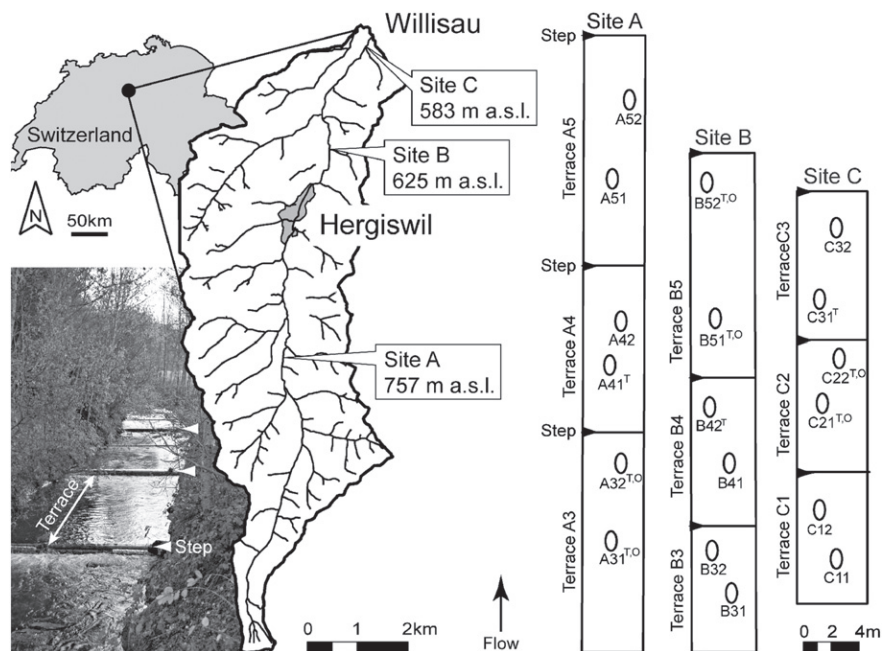 Willisau
Site C
583 m a.s.l.
Switzerland
Site B
625 m a.s.l.
N
50km
Hergiswil
Site A
757 m a.s.l.
Terrace
Step
0 1 2km
Flow
Site A
Step
Terrace A5
A52
A51
Step
Terrace A4
A42
A41ᵀ
Step
Terrace A3
A32ᵀ,ᴼ
A31ᵀ,ᴼ
Site B
Terrace B5
B52ᵀ,ᴼ
B51ᵀ,ᴼ
Terrace B4
B42ᵀ
B41
Terrace B3
B32
B31
Site C
TerraceC3
C32
C31ᵀ
Terrace C2
C22ᵀ,ᴼ
C21ᵀ,ᴼ
Terrace C1
C12
C11
0 2 4m